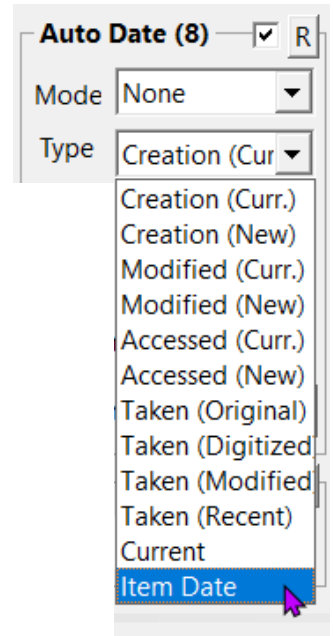 Auto Date (8) R
Mode None
Type Creation (Cur
Creation (Curr.)
Creation (New)
Modified (Curr.)
Modified (New)
Accessed (Curr.)
Accessed (New)
Taken (Original)
Taken (Digitized
Taken (Modified
Taken (Recent)
Current
Item Date